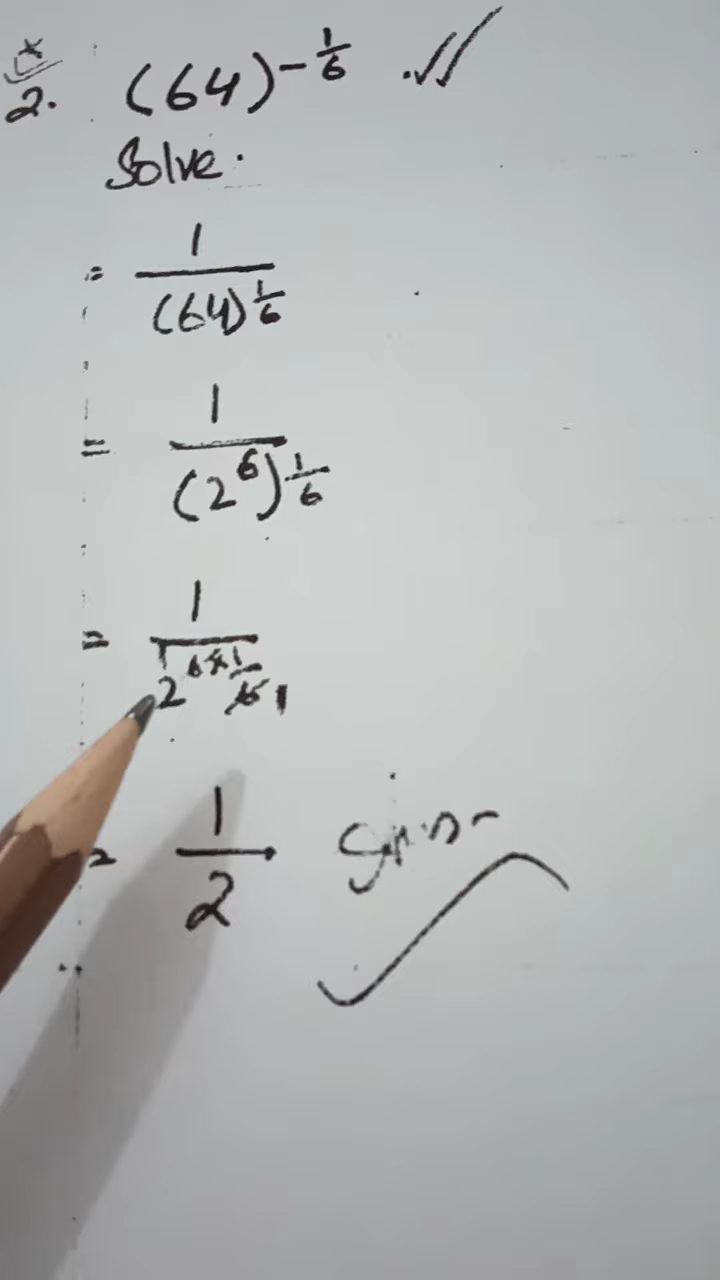 2. (64)^{-1/6}
Solve.
= 1/(64)^{1/6}
= 1/(2^6)^{1/6}
= 1/2^{6×1/6} 1
= 1/2